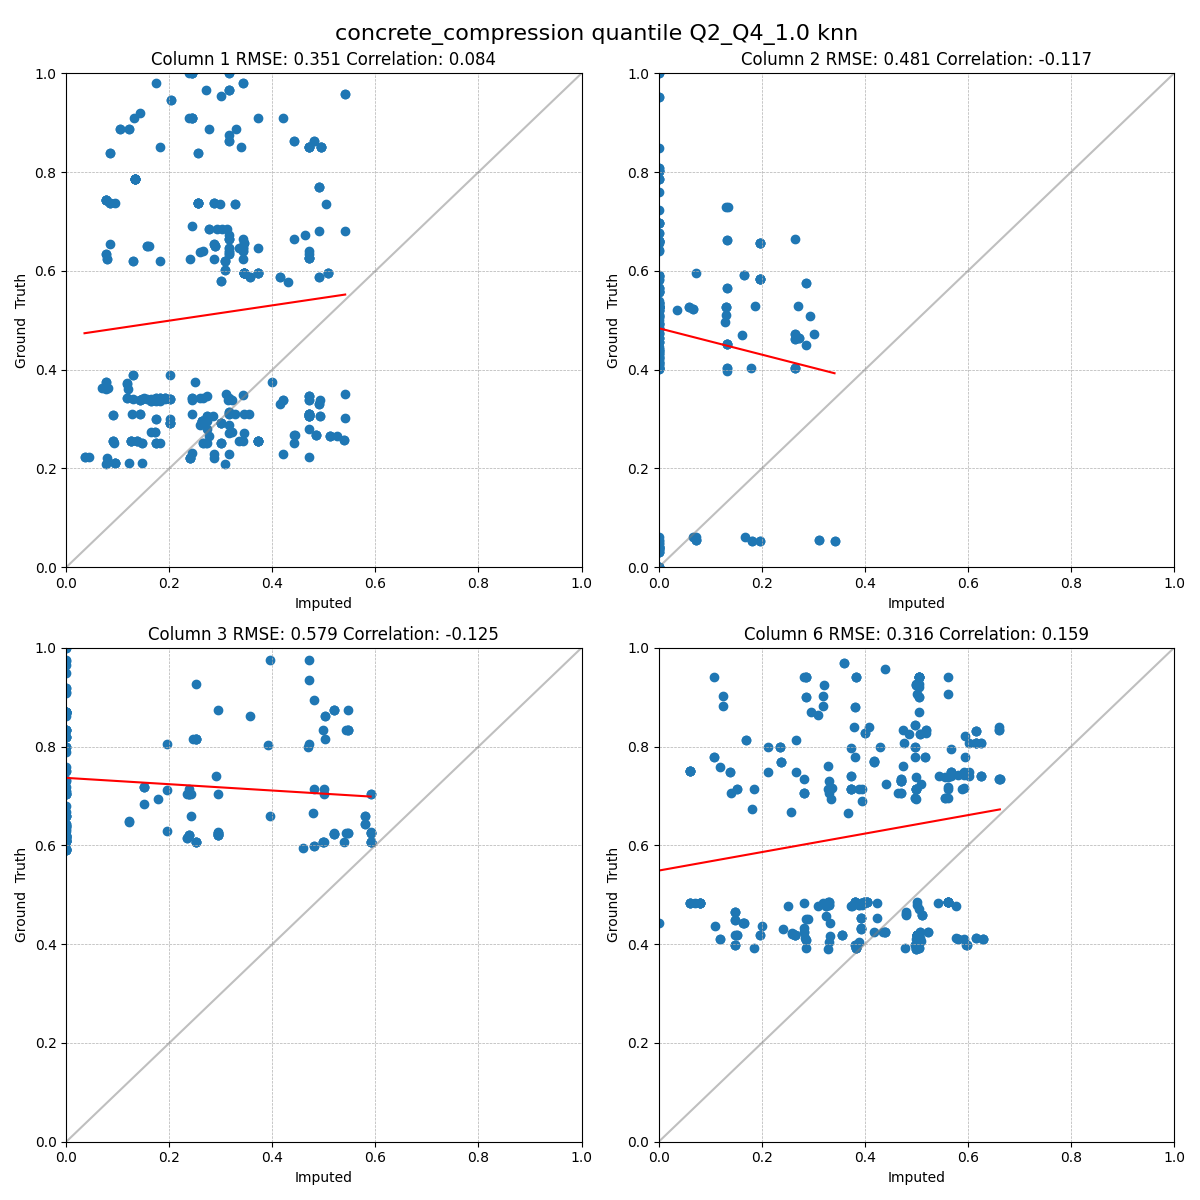 concrete_compression quantile Q2_Q4_1.0 knn
Column 1 RMSE: 0.351 Correlation: 0.084
Column 2 RMSE: 0.481 Correlation: -0.117
1.0
0.8
0.6
0.4
0.2
0.0
Ground Truth
0.0 0.2 0.4 0.6 0.8 1.0
Imputed
1.0
0.8
0.6
0.4
0.2
0.0
Ground Truth
0.0 0.2 0.4 0.6 0.8 1.0
Imputed
Column 3 RMSE: 0.579 Correlation: -0.125
Column 6 RMSE: 0.316 Correlation: 0.159
1.0
0.8
0.6
0.4
0.2
0.0
Ground Truth
0.0 0.2 0.4 0.6 0.8 1.0
Imputed
1.0
0.8
0.6
0.4
0.2
0.0
Ground Truth
0.0 0.2 0.4 0.6 0.8 1.0
Imputed